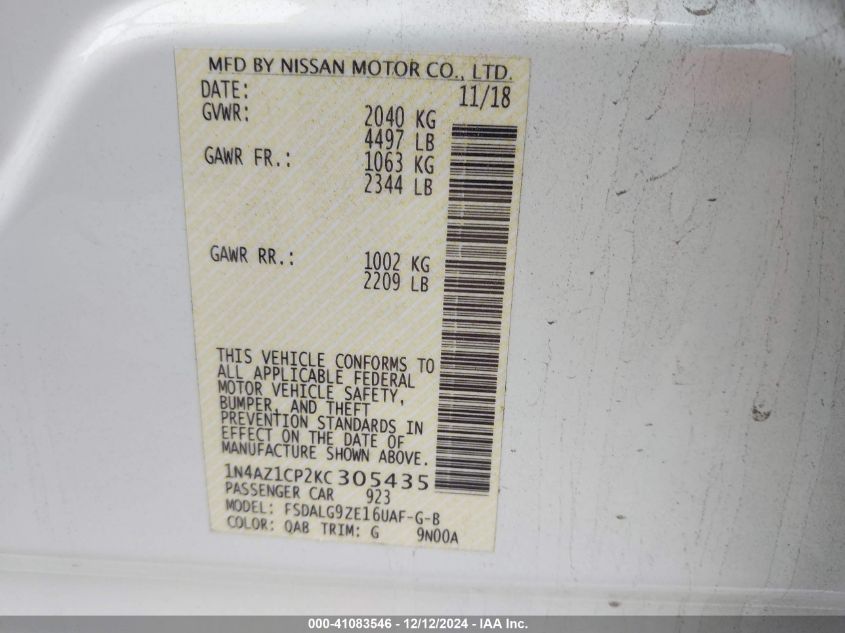 MFD BY NISSAN MOTOR CO., LTD.
DATE: 11/18
GVWR: 2040 KG
4497 LB
GAWR FR.: 1063 KG
2344 LB
GAWR RR.: 1002 KG
2209 LB
THIS VEHICLE CONFORMS TO
ALL APPLICABLE FEDERAL
MOTOR VEHICLE SAFETY,
BUMPER, AND THEFT
PREVENTION STANDARDS IN
EFFECT ON THE DATE OF
MANUFACTURE SHOWN ABOVE.
1N4AZ1CP2KC305435
PASSENGER CAR 923
MODEL: FSDALG9ZE16UAF-G-B
COLOR: QAB TRIM: G 9N00A
000-41083546 - 12/12/2024 - IAA Inc.